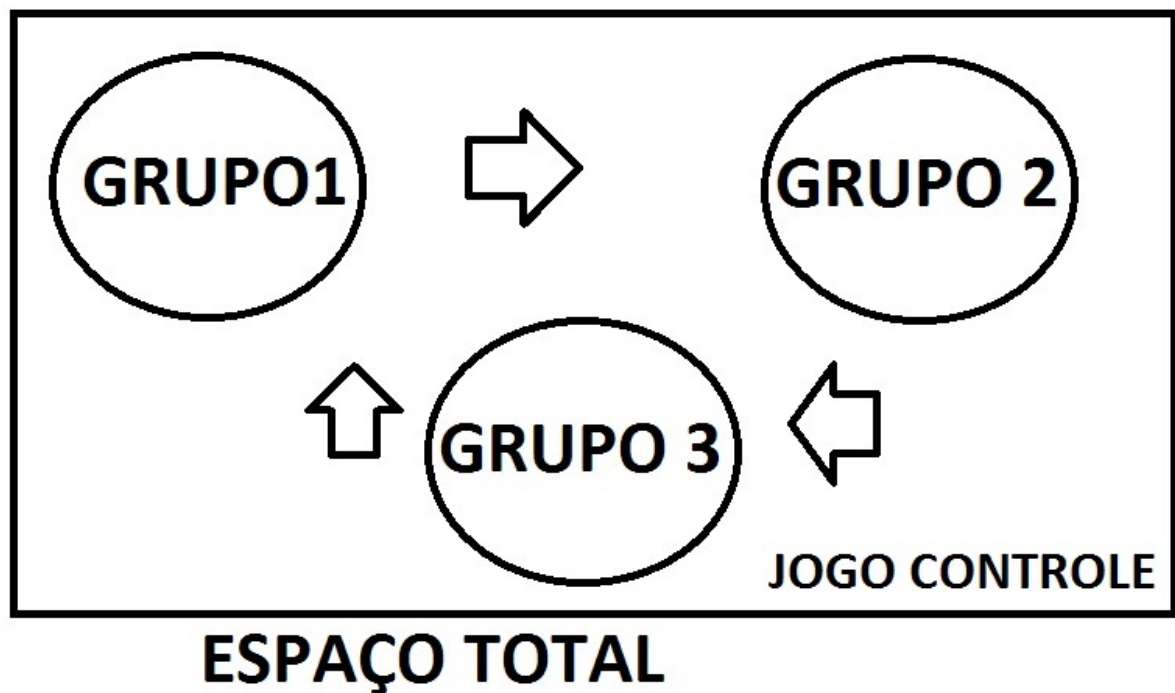 GRUPO1
GRUPO 2
GRUPO 3
JOGO CONTROLE
ESPAÇO TOTAL